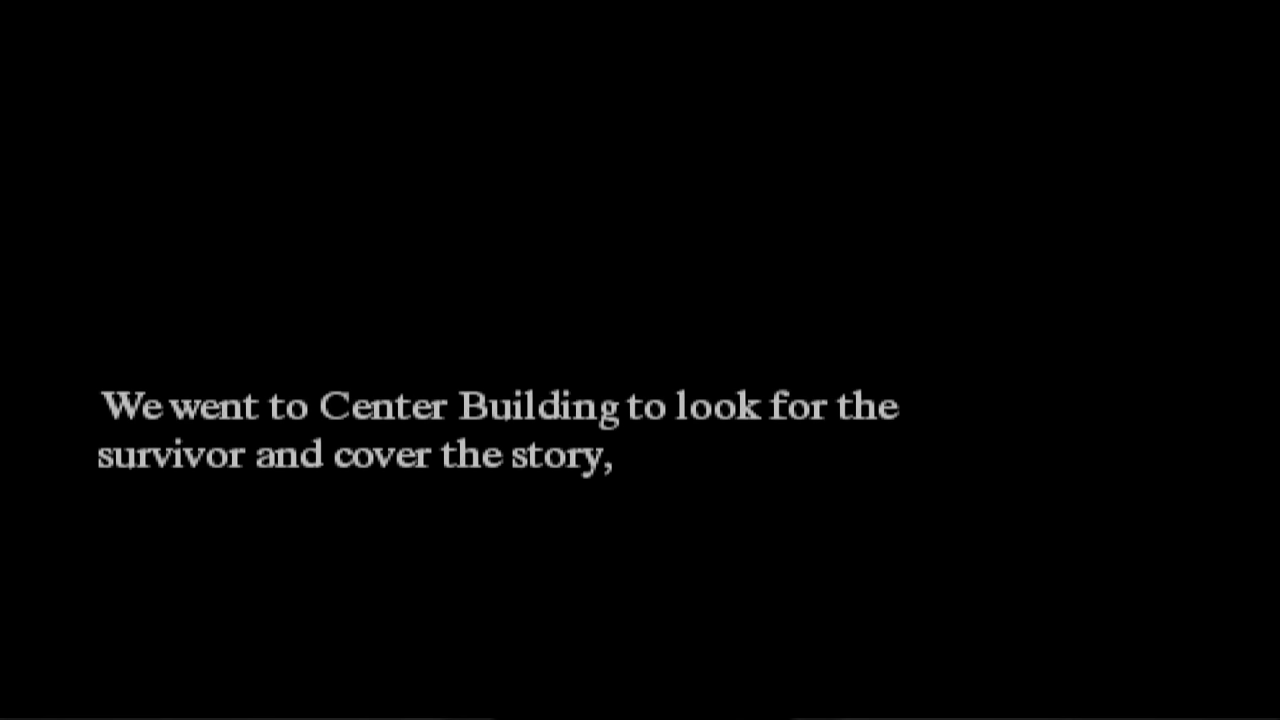 We went to Center Building to look for the
survivor and cover the story,